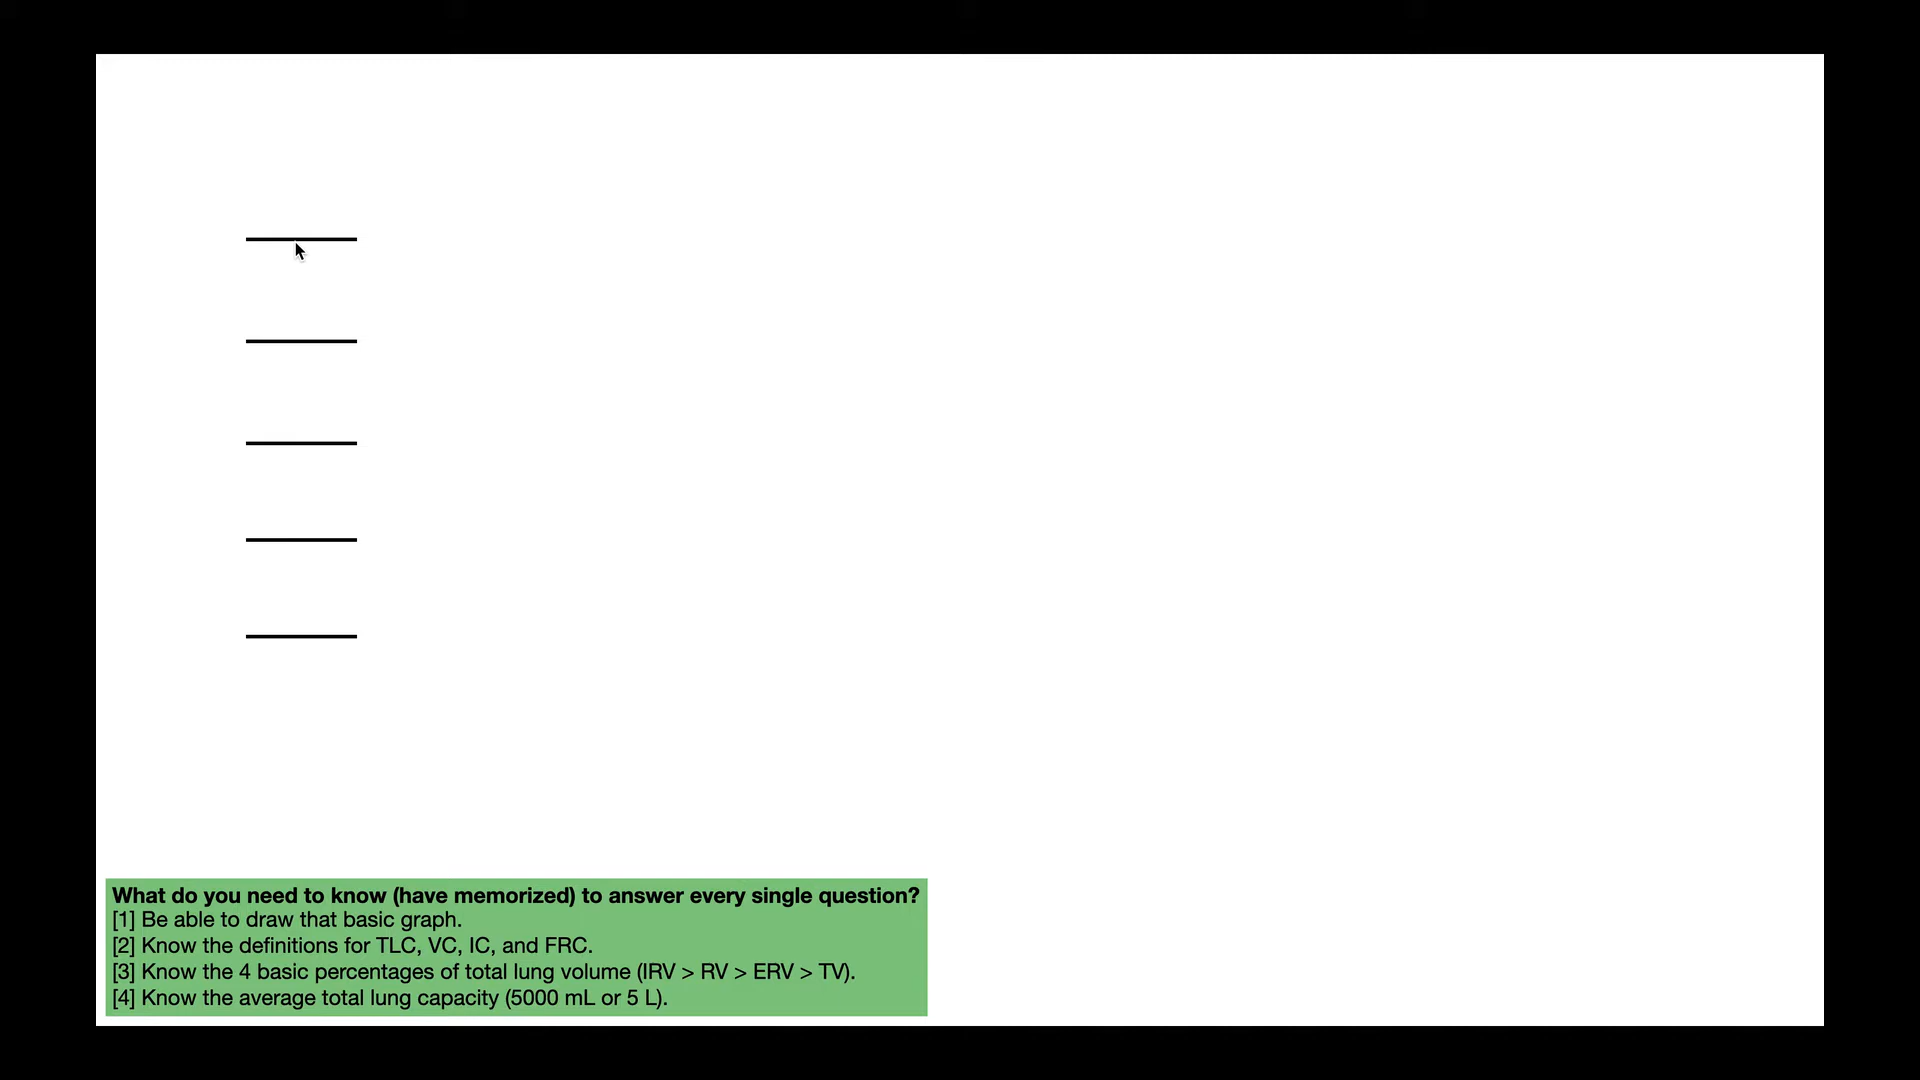 What do you need to know (have memorized) to answer every single question?
[1] Be able to draw that basic graph.
[2] Know the definitions for TLC, VC, IC, and FRC.
[3] Know the 4 basic percentages of total lung volume (IRV > RV > ERV > TV).
[4] Know the average total lung capacity (5000 mL or 5 L).